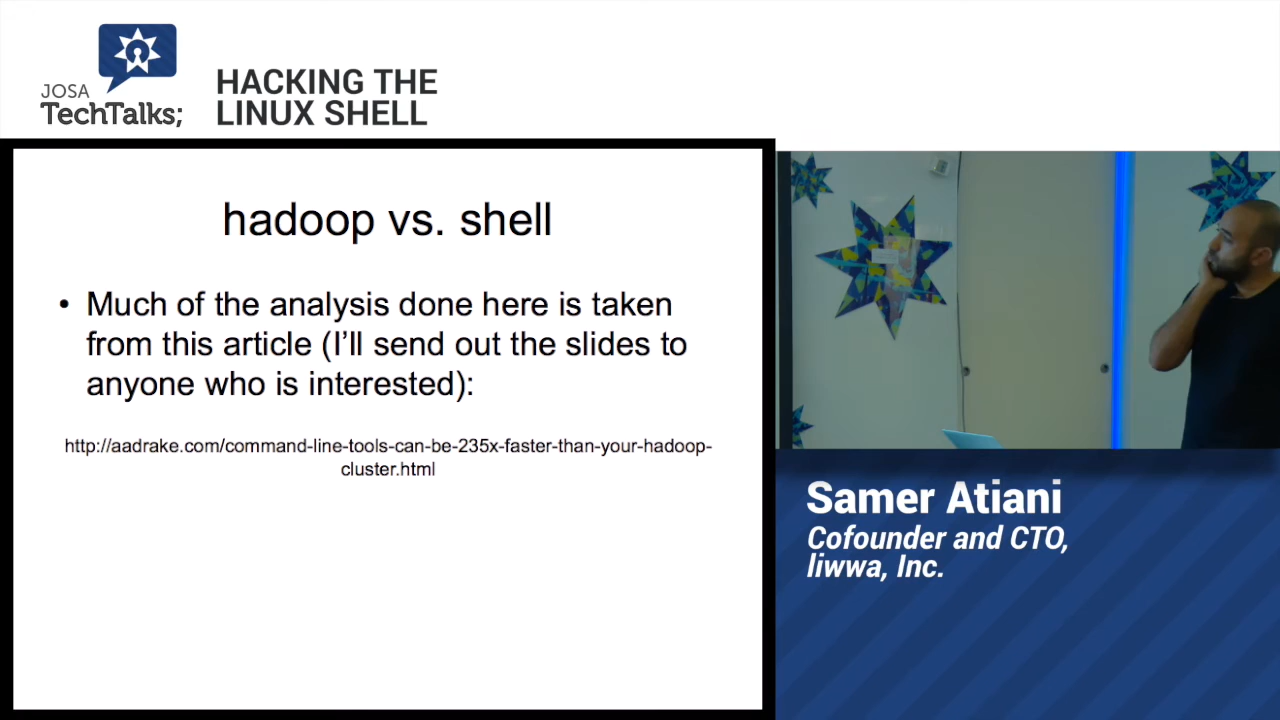 JOSA
TechTalks;
HACKING THE
LINUX SHELL
hadoop vs. shell
• Much of the analysis done here is taken
from this article (I’ll send out the slides to
anyone who is interested):
http://aadrake.com/command-line-tools-can-be-235x-faster-than-your-hadoop-
cluster.html
Samer Atiani
Cofounder and CTO,
liwwa, Inc.